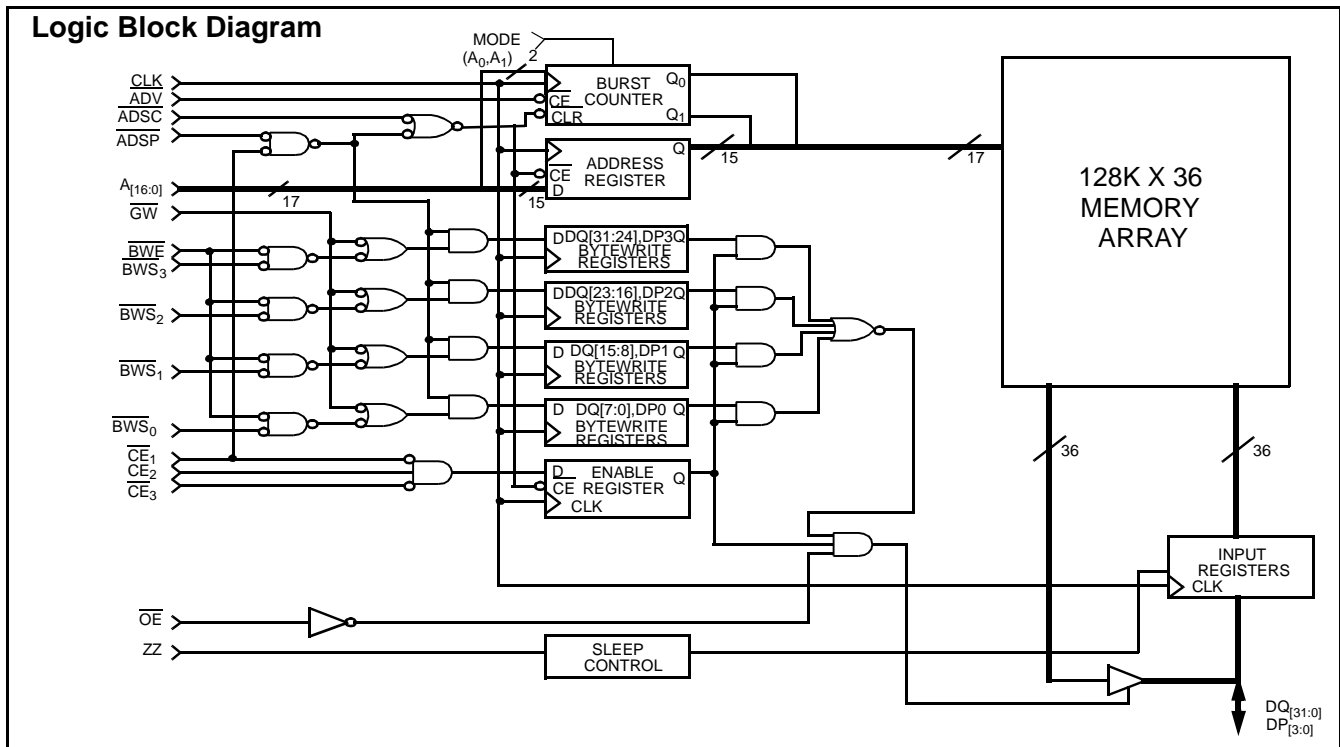 Logic Block Diagram
MODE
(A0,A1) 2
CLK
ADV
ADSC
ADSP
A[16:0]
17
GW
BWE
BWS3
BWS2
BWS1
BWS0
CE1
CE2
CE3
OE
ZZ
BURST
COUNTER
CE
CLR
Q0
Q1
ADDRESS
REGISTER
CE
D
Q
15
15
17
D DQ[31:24],DP3 Q
BYTEWRITE
REGISTERS
D DQ[23:16],DP2 Q
BYTEWRITE
REGISTERS
D DQ[15:8],DP1 Q
BYTEWRITE
REGISTERS
D DQ[7:0],DP0 Q
BYTEWRITE
REGISTERS
D ENABLE Q
CE REGISTER
CLK
SLEEP
CONTROL
128K X 36
MEMORY
ARRAY
36
36
INPUT
REGISTERS
CLK
DQ[31:0]
DP[3:0]